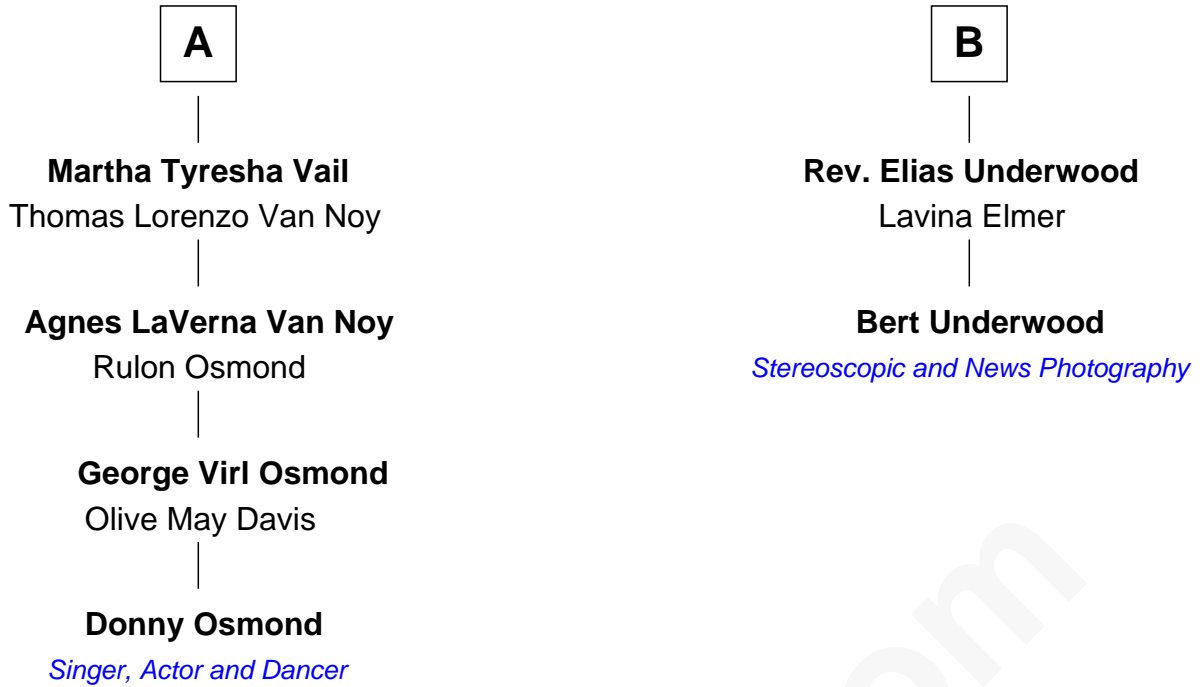 A
Martha Tyresha Vail
Thomas Lorenzo Van Noy
Agnes LaVerna Van Noy
Rulon Osmond
George Virl Osmond
Olive May Davis
Donny Osmond
Singer, Actor and Dancer
B
Rev. Elias Underwood
Lavina Elmer
Bert Underwood
Stereoscopic and News Photography
om